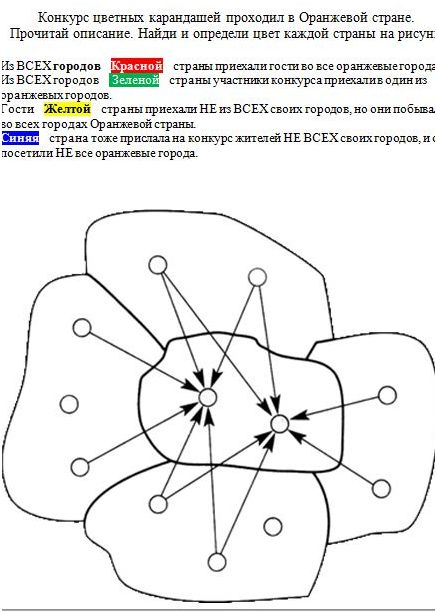 Конкурс цветных карандашей проходил в Оранжевой стране.
Прочитай описание. Найди и определи цвет каждой страны на рисун
Из ВСЕХ городов Красной страны приехали гости во все оранжевые города
Из ВСЕХ городов Зеленой страны участники конкурса приехали в один из
оранжевых городов.
Гости Желтой страны приехали НЕ из ВСЕХ своих городов, но они побыва
во всех городах Оранжевой страны.
Синяя страна тоже прислала на конкурс жителей НЕ ВСЕХ своих городов, и о
посетили НЕ все оранжевые города.